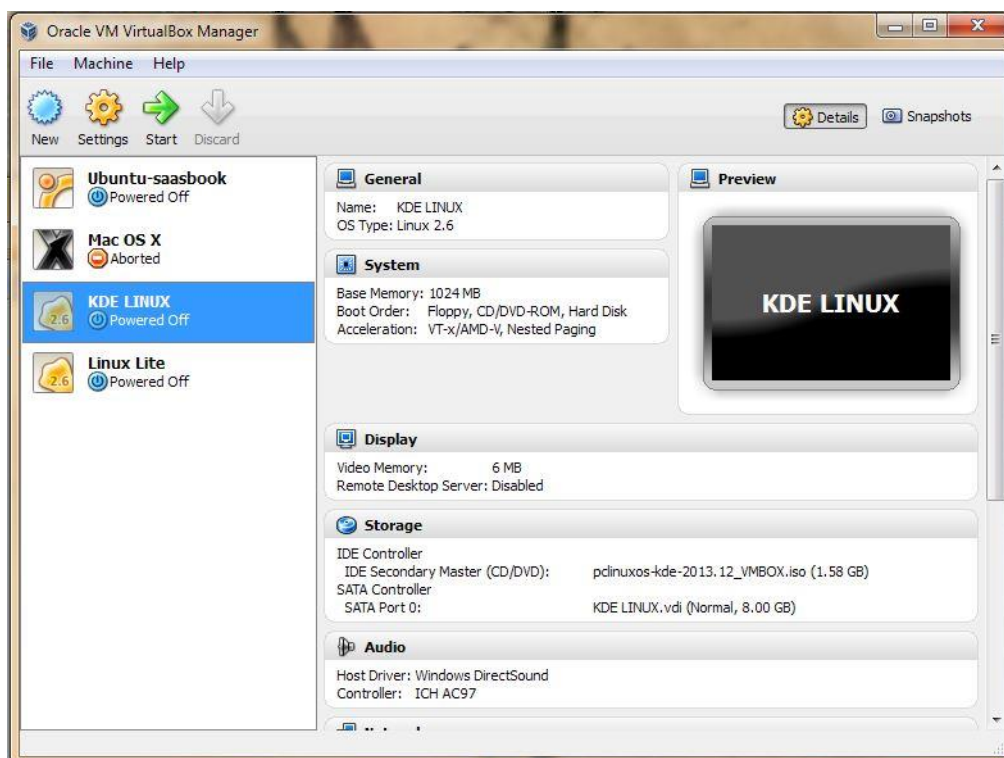 Oracle VM VirtualBox Manager
File Machine Help
New Settings Start Discard
Details Snapshots
Ubuntu-saasbook
Powered Off
Mac OS X
Aborted
2.6
KDE LINUX
Powered Off
2.6
Linux Lite
Powered Off
General
Name: KDE LINUX
OS Type: Linux 2.6
System
Base Memory: 1024 MB
Boot Order: Floppy, CD/DVD-ROM, Hard Disk
Acceleration: VT-x/AMD-V, Nested Paging
Preview
KDE LINUX
Display
Video Memory: 6 MB
Remote Desktop Server: Disabled
Storage
IDE Controller
IDE Secondary Master (CD/DVD): pclinuxos-kde-2013.12_VMBOX.iso (1.58 GB)
SATA Controller
SATA Port 0: KDE LINUX.vdi (Normal, 8.00 GB)
Audio
Host Driver: Windows DirectSound
Controller: ICH AC97